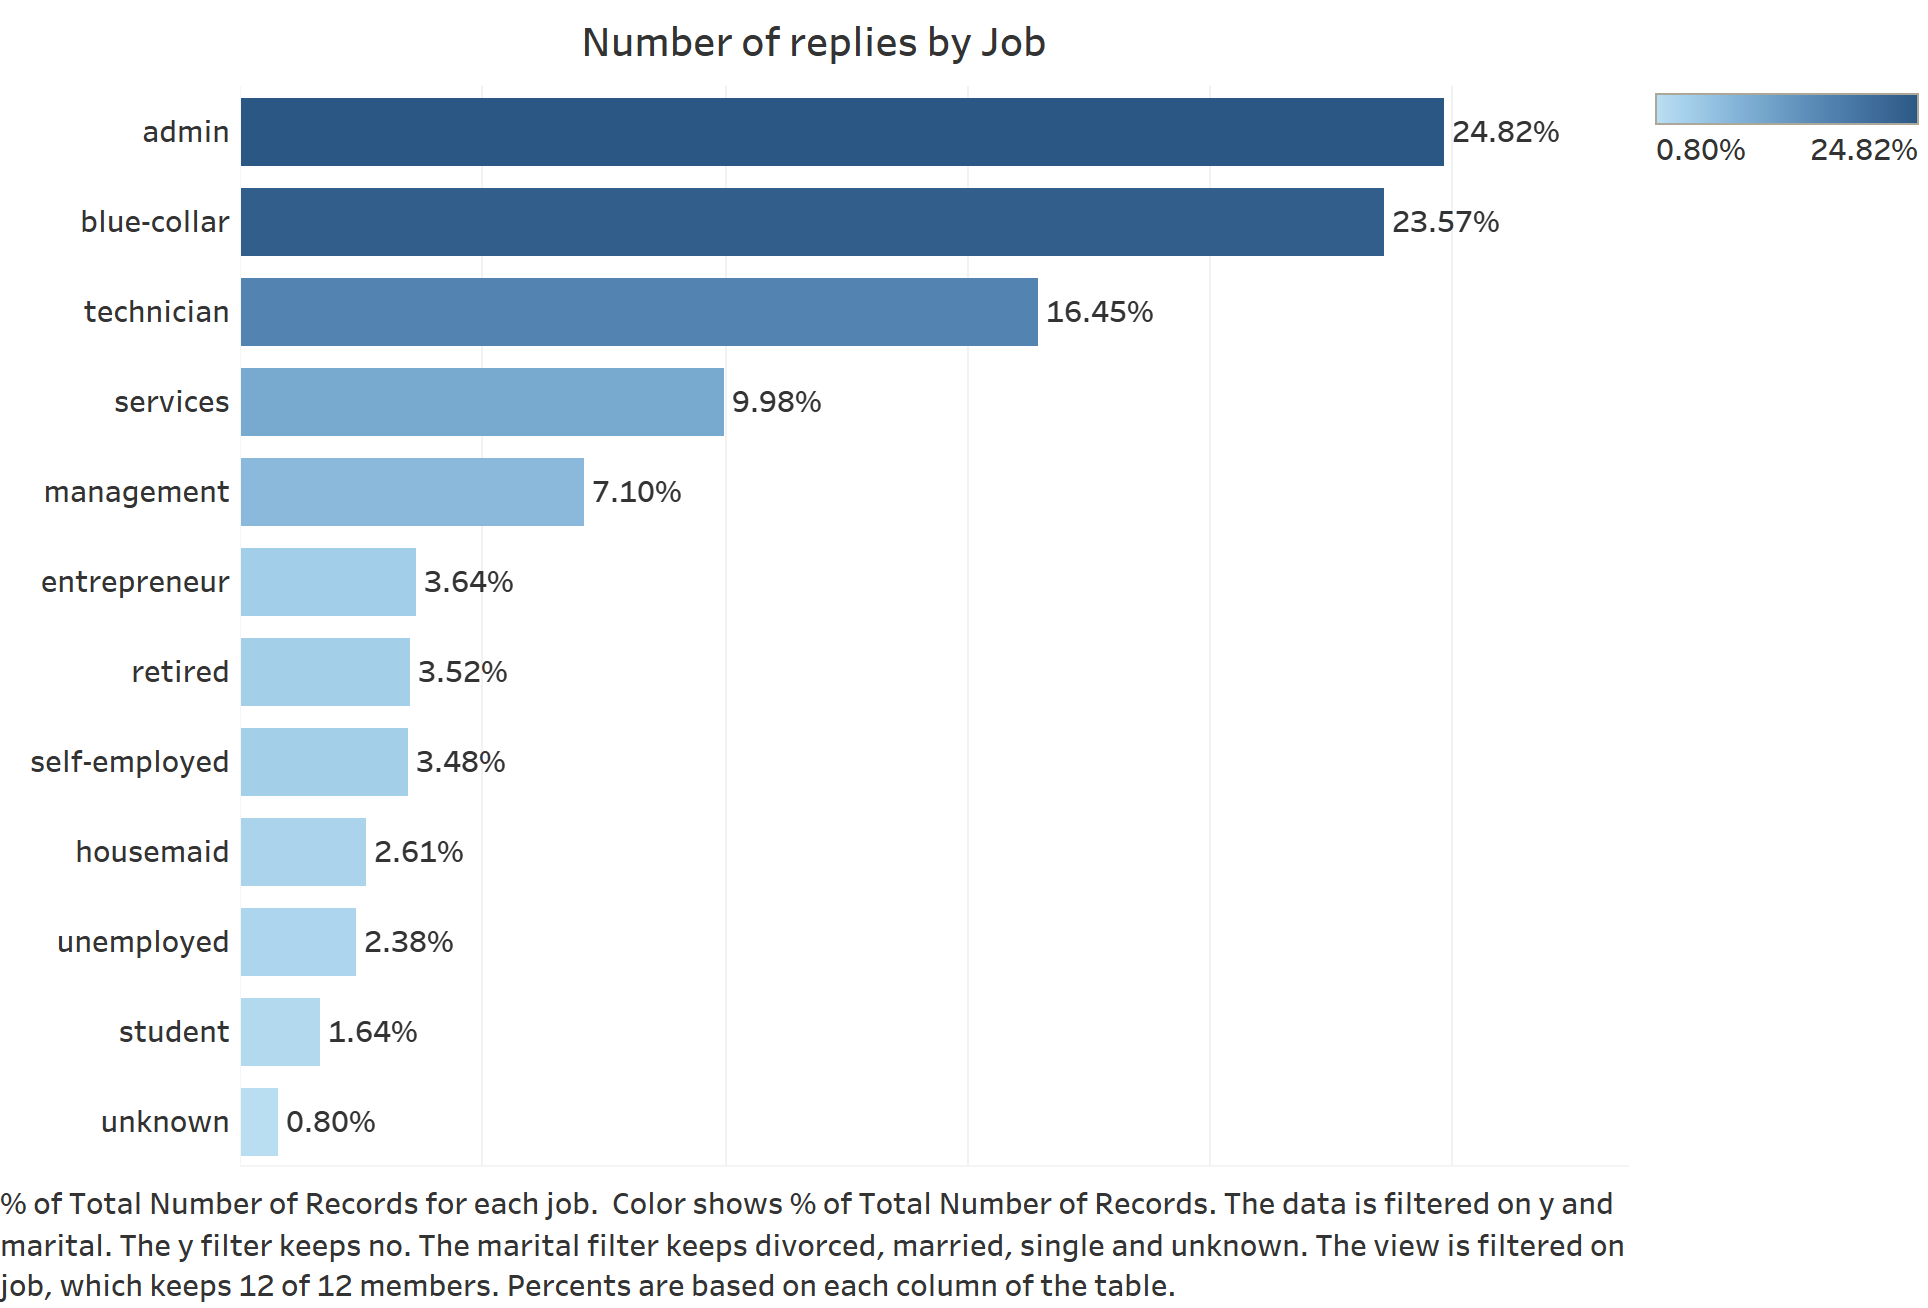 Number of replies by Job
admin
24.82%
0.80%
24.82%
blue-collar
23.57%
technician
16.45%
services
9.98%
management
7.10%
entrepreneur
3.64%
retired
3.52%
self-employed
3.48%
housemaid
2.61%
unemployed
2.38%
student
1.64%
unknown
0.80%
% of Total Number of Records for each job.  Color shows % of Total Number of Records. The data is filtered on y and
marital. The y filter keeps no. The marital filter keeps divorced, married, single and unknown. The view is filtered on
job, which keeps 12 of 12 members. Percents are based on each column of the table.